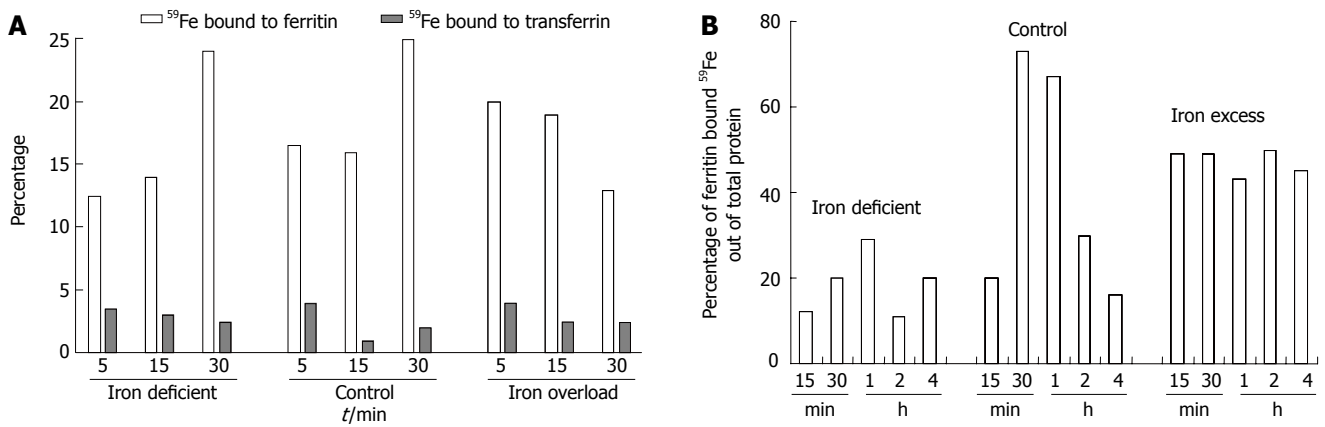 A
⁵⁹Fe bound to ferritin ⁵⁹Fe bound to transferrin
Percentage
25
20
15
10
5
0
5 15 30 5 15 30 5 15 30
Iron deficient Control Iron overload
t/min
B
Percentage of ferritin bound ⁵⁹Fe
out of total protein
80
60
40
20
0
Control
Iron excess
Iron deficient
15 30 1 2 4 15 30 1 2 4 15 30 1 2 4
min h min h min h